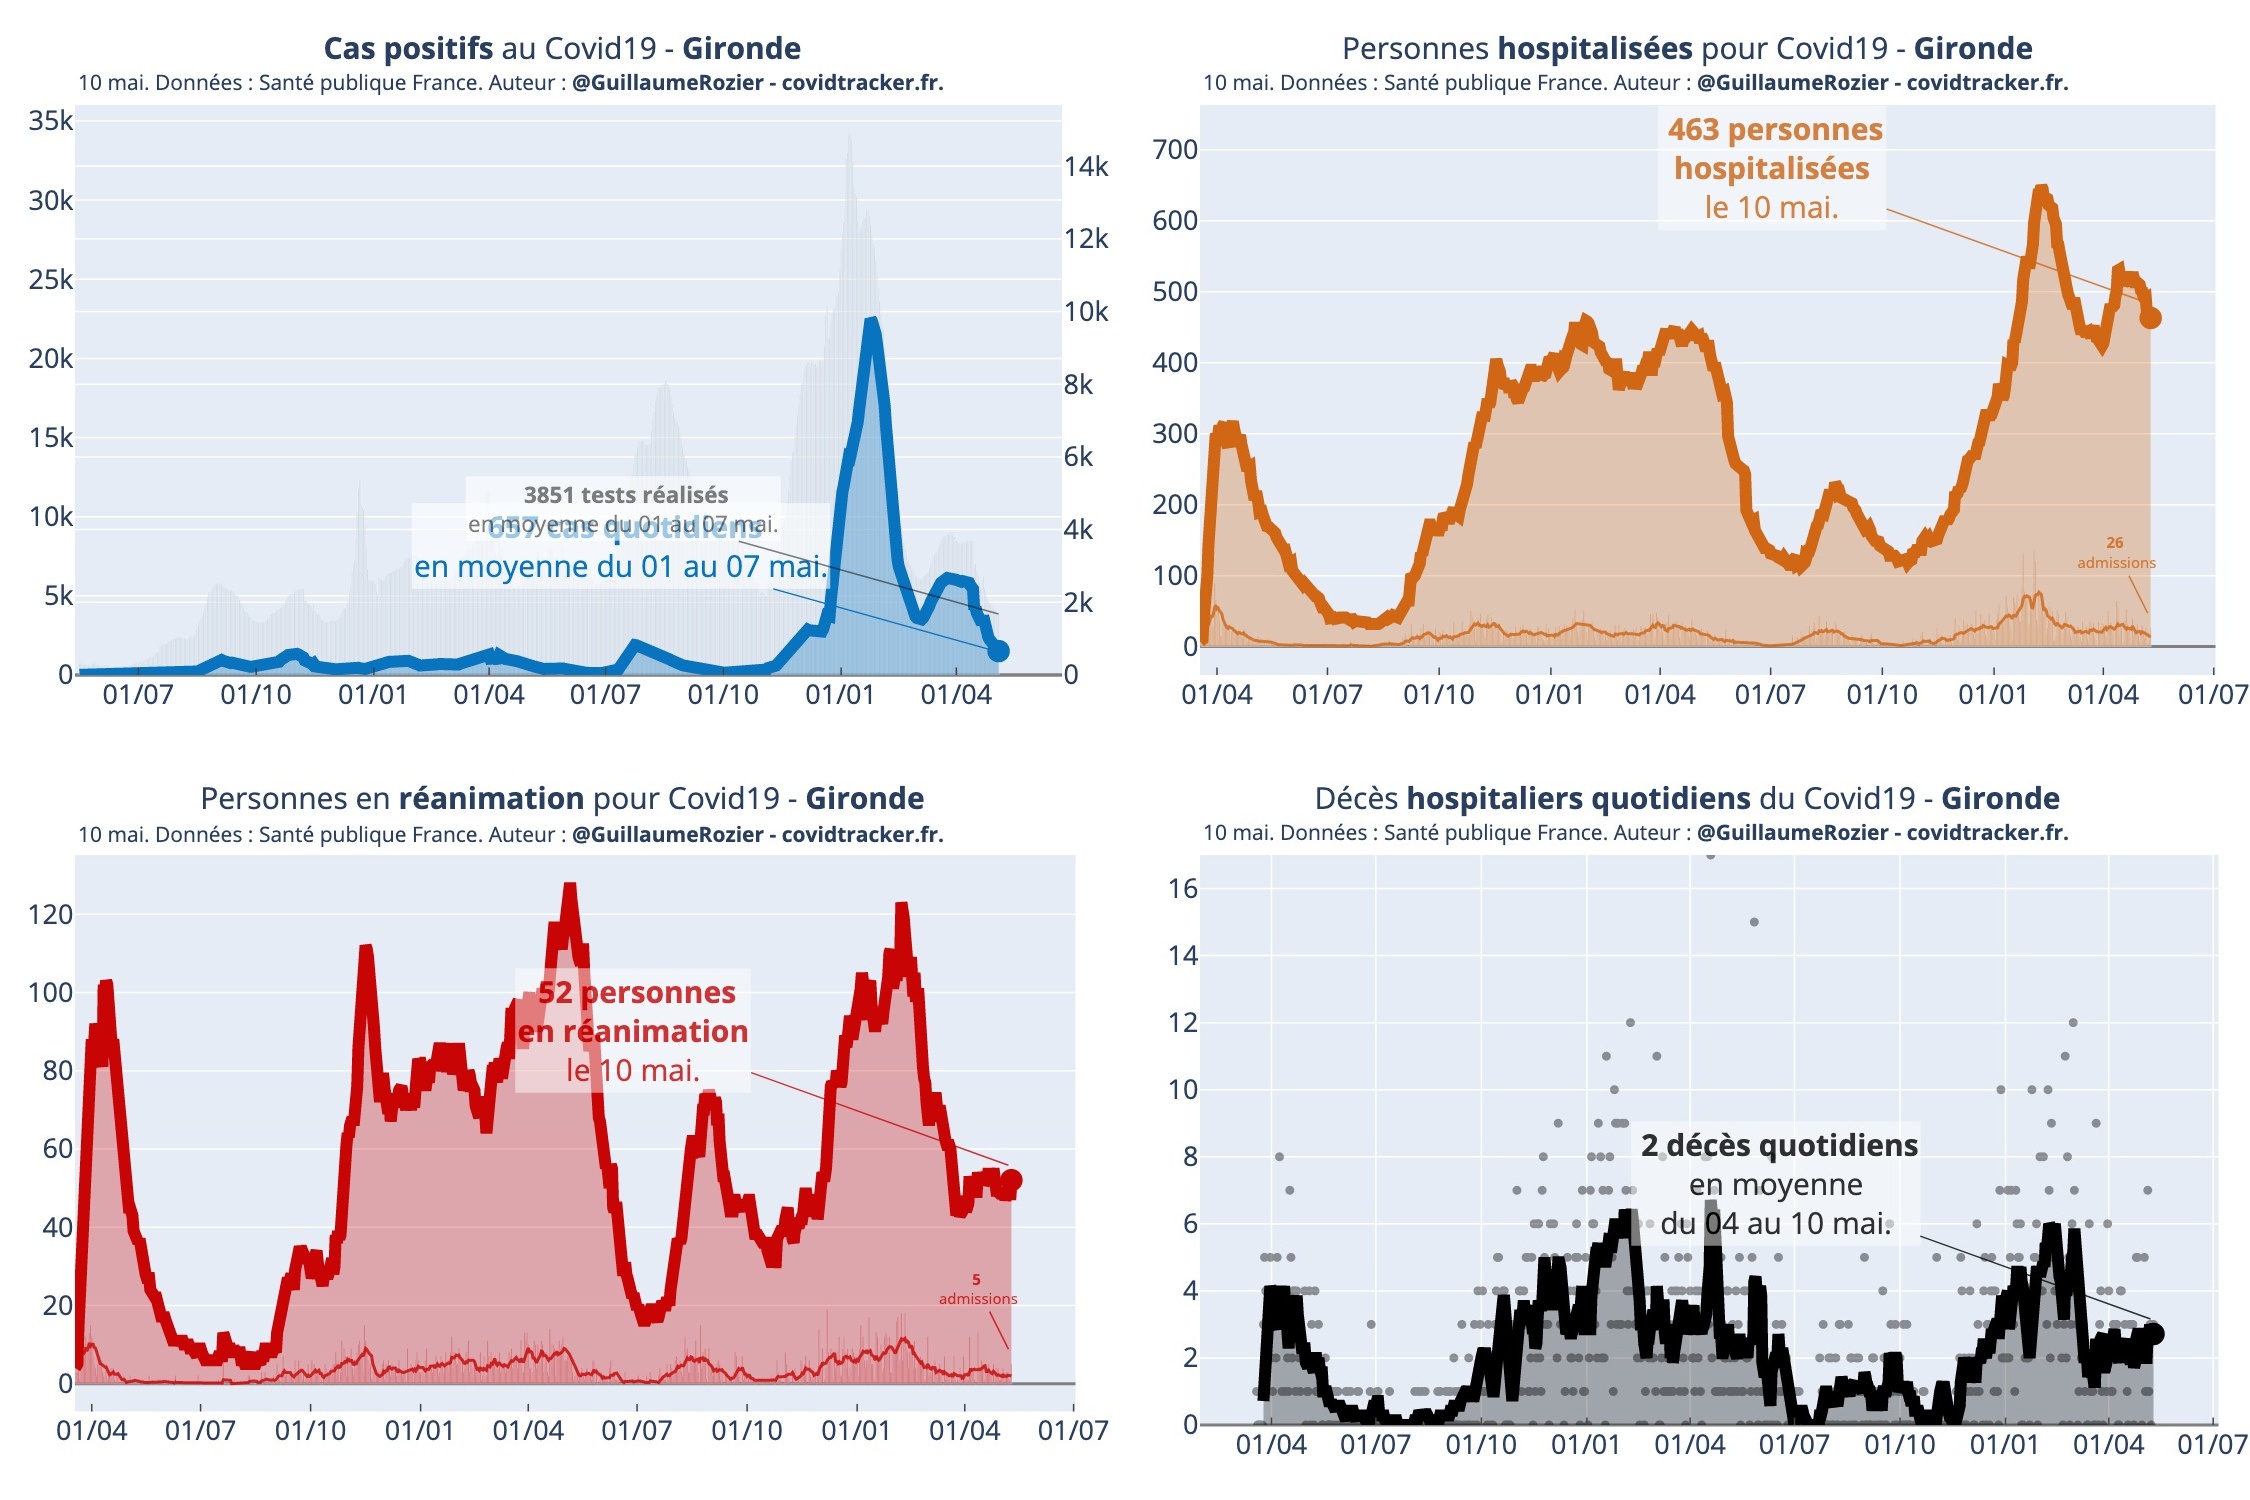 Cas positifs au Covid19 - Gironde
10 mai. Données : Santé publique France. Auteur : @GuillaumeRozier - covidtracker.fr.
35k
30k
25k
20k
15k
10k
5k
0
14k
12k
10k
8k
6k
4k
2k
0
3851 tests réalisés
en moyenne du 01 au 07 mai.
657 cas quotidiens
en moyenne du 01 au 07 mai.
01/07 01/10 01/01 01/04 01/07 01/10 01/01 01/04
Personnes hospitalisées pour Covid19 - Gironde
10 mai. Données : Santé publique France. Auteur : @GuillaumeRozier - covidtracker.fr.
700
600
500
400
300
200
100
0
463 personnes
hospitalisées
le 10 mai.
26
admissions
01/04 01/07 01/10 01/01 01/04 01/07 01/10 01/01 01/04 01/07
Personnes en réanimation pour Covid19 - Gironde
10 mai. Données : Santé publique France. Auteur : @GuillaumeRozier - covidtracker.fr.
120
100
80
60
40
20
0
52 personnes
en réanimation
le 10 mai.
5
admissions
01/04 01/07 01/10 01/01 01/04 01/07 01/10 01/01 01/04 01/07
Décès hospitaliers quotidiens du Covid19 - Gironde
10 mai. Données : Santé publique France. Auteur : @GuillaumeRozier - covidtracker.fr.
16
14
12
10
8
6
4
2
0
2 décès quotidiens
en moyenne
du 04 au 10 mai.
01/04 01/07 01/10 01/01 01/04 01/07 01/10 01/01 01/04 01/07